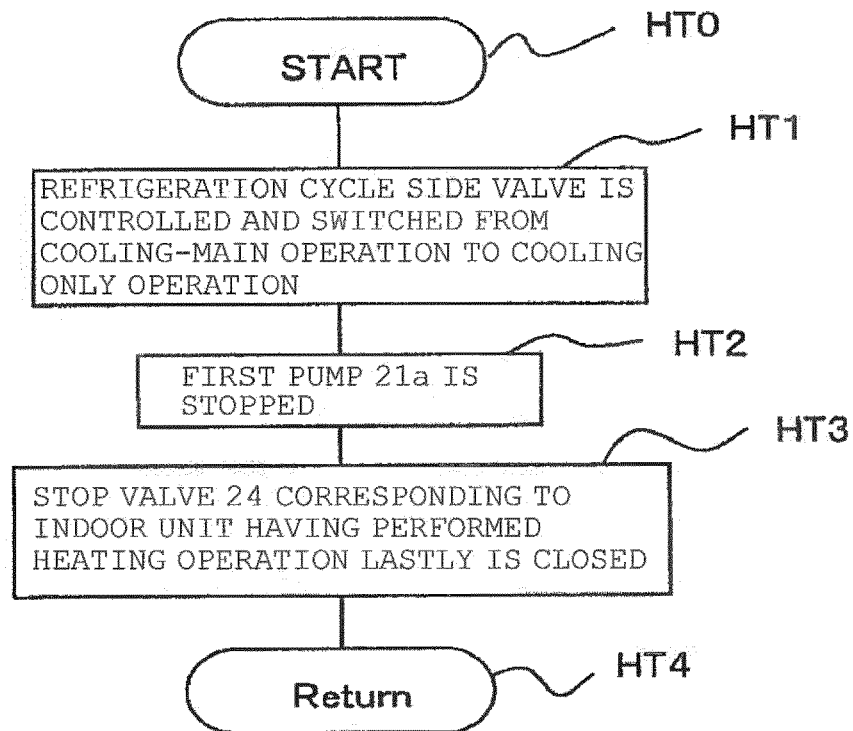 START
HT0
HT1
REFRIGERATION CYCLE SIDE VALVE IS
CONTROLLED AND SWITCHED FROM
COOLING-MAIN OPERATION TO COOLING
ONLY OPERATION
HT2
FIRST PUMP 21a IS
STOPPED
HT3
STOP VALVE 24 CORRESPONDING TO
INDOOR UNIT HAVING PERFORMED
HEATING OPERATION LASTLY IS CLOSED
HT4
Return